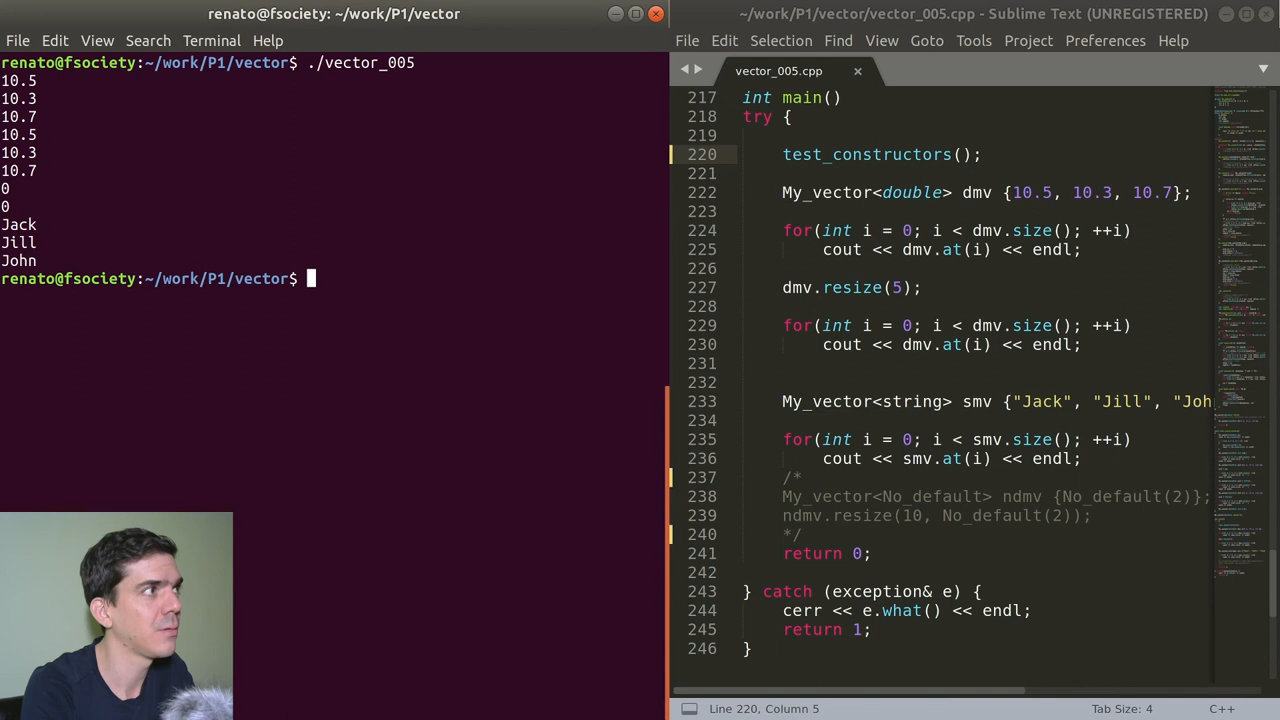 renato@fsociety: ~/work/P1/vector
File Edit View Search Terminal Help
renato@fsociety:~/work/P1/vector$ ./vector_005
10.5
10.3
10.7
10.5
10.3
10.7
0
0
Jack
Jill
John
renato@fsociety:~/work/P1/vector$
~/work/P1/vector/vector_005.cpp - Sublime Text (UNREGISTERED)
File Edit Selection Find View Goto Tools Project Preferences Help
vector_005.cpp
217 int main()
218 try {
219
220 test_constructors();
221
222 My_vector<double> dmv {10.5, 10.3, 10.7};
223
224 for(int i = 0; i < dmv.size(); ++i)
225 cout << dmv.at(i) << endl;
226
227 dmv.resize(5);
228
229 for(int i = 0; i < dmv.size(); ++i)
230 cout << dmv.at(i) << endl;
231
232
233 My_vector<string> smv {"Jack", "Jill", "Joh
234
235 for(int i = 0; i < smv.size(); ++i)
236 cout << smv.at(i) << endl;
237 /*
238 My_vector<No_default> ndmv {No_default(2)};
239 ndmv.resize(10, No_default(2));
240 */
241 return 0;
242
243 } catch (exception& e) {
244 cerr << e.what() << endl;
245 return 1;
246 }
Line 220, Column 5
Tab Size: 4
C++